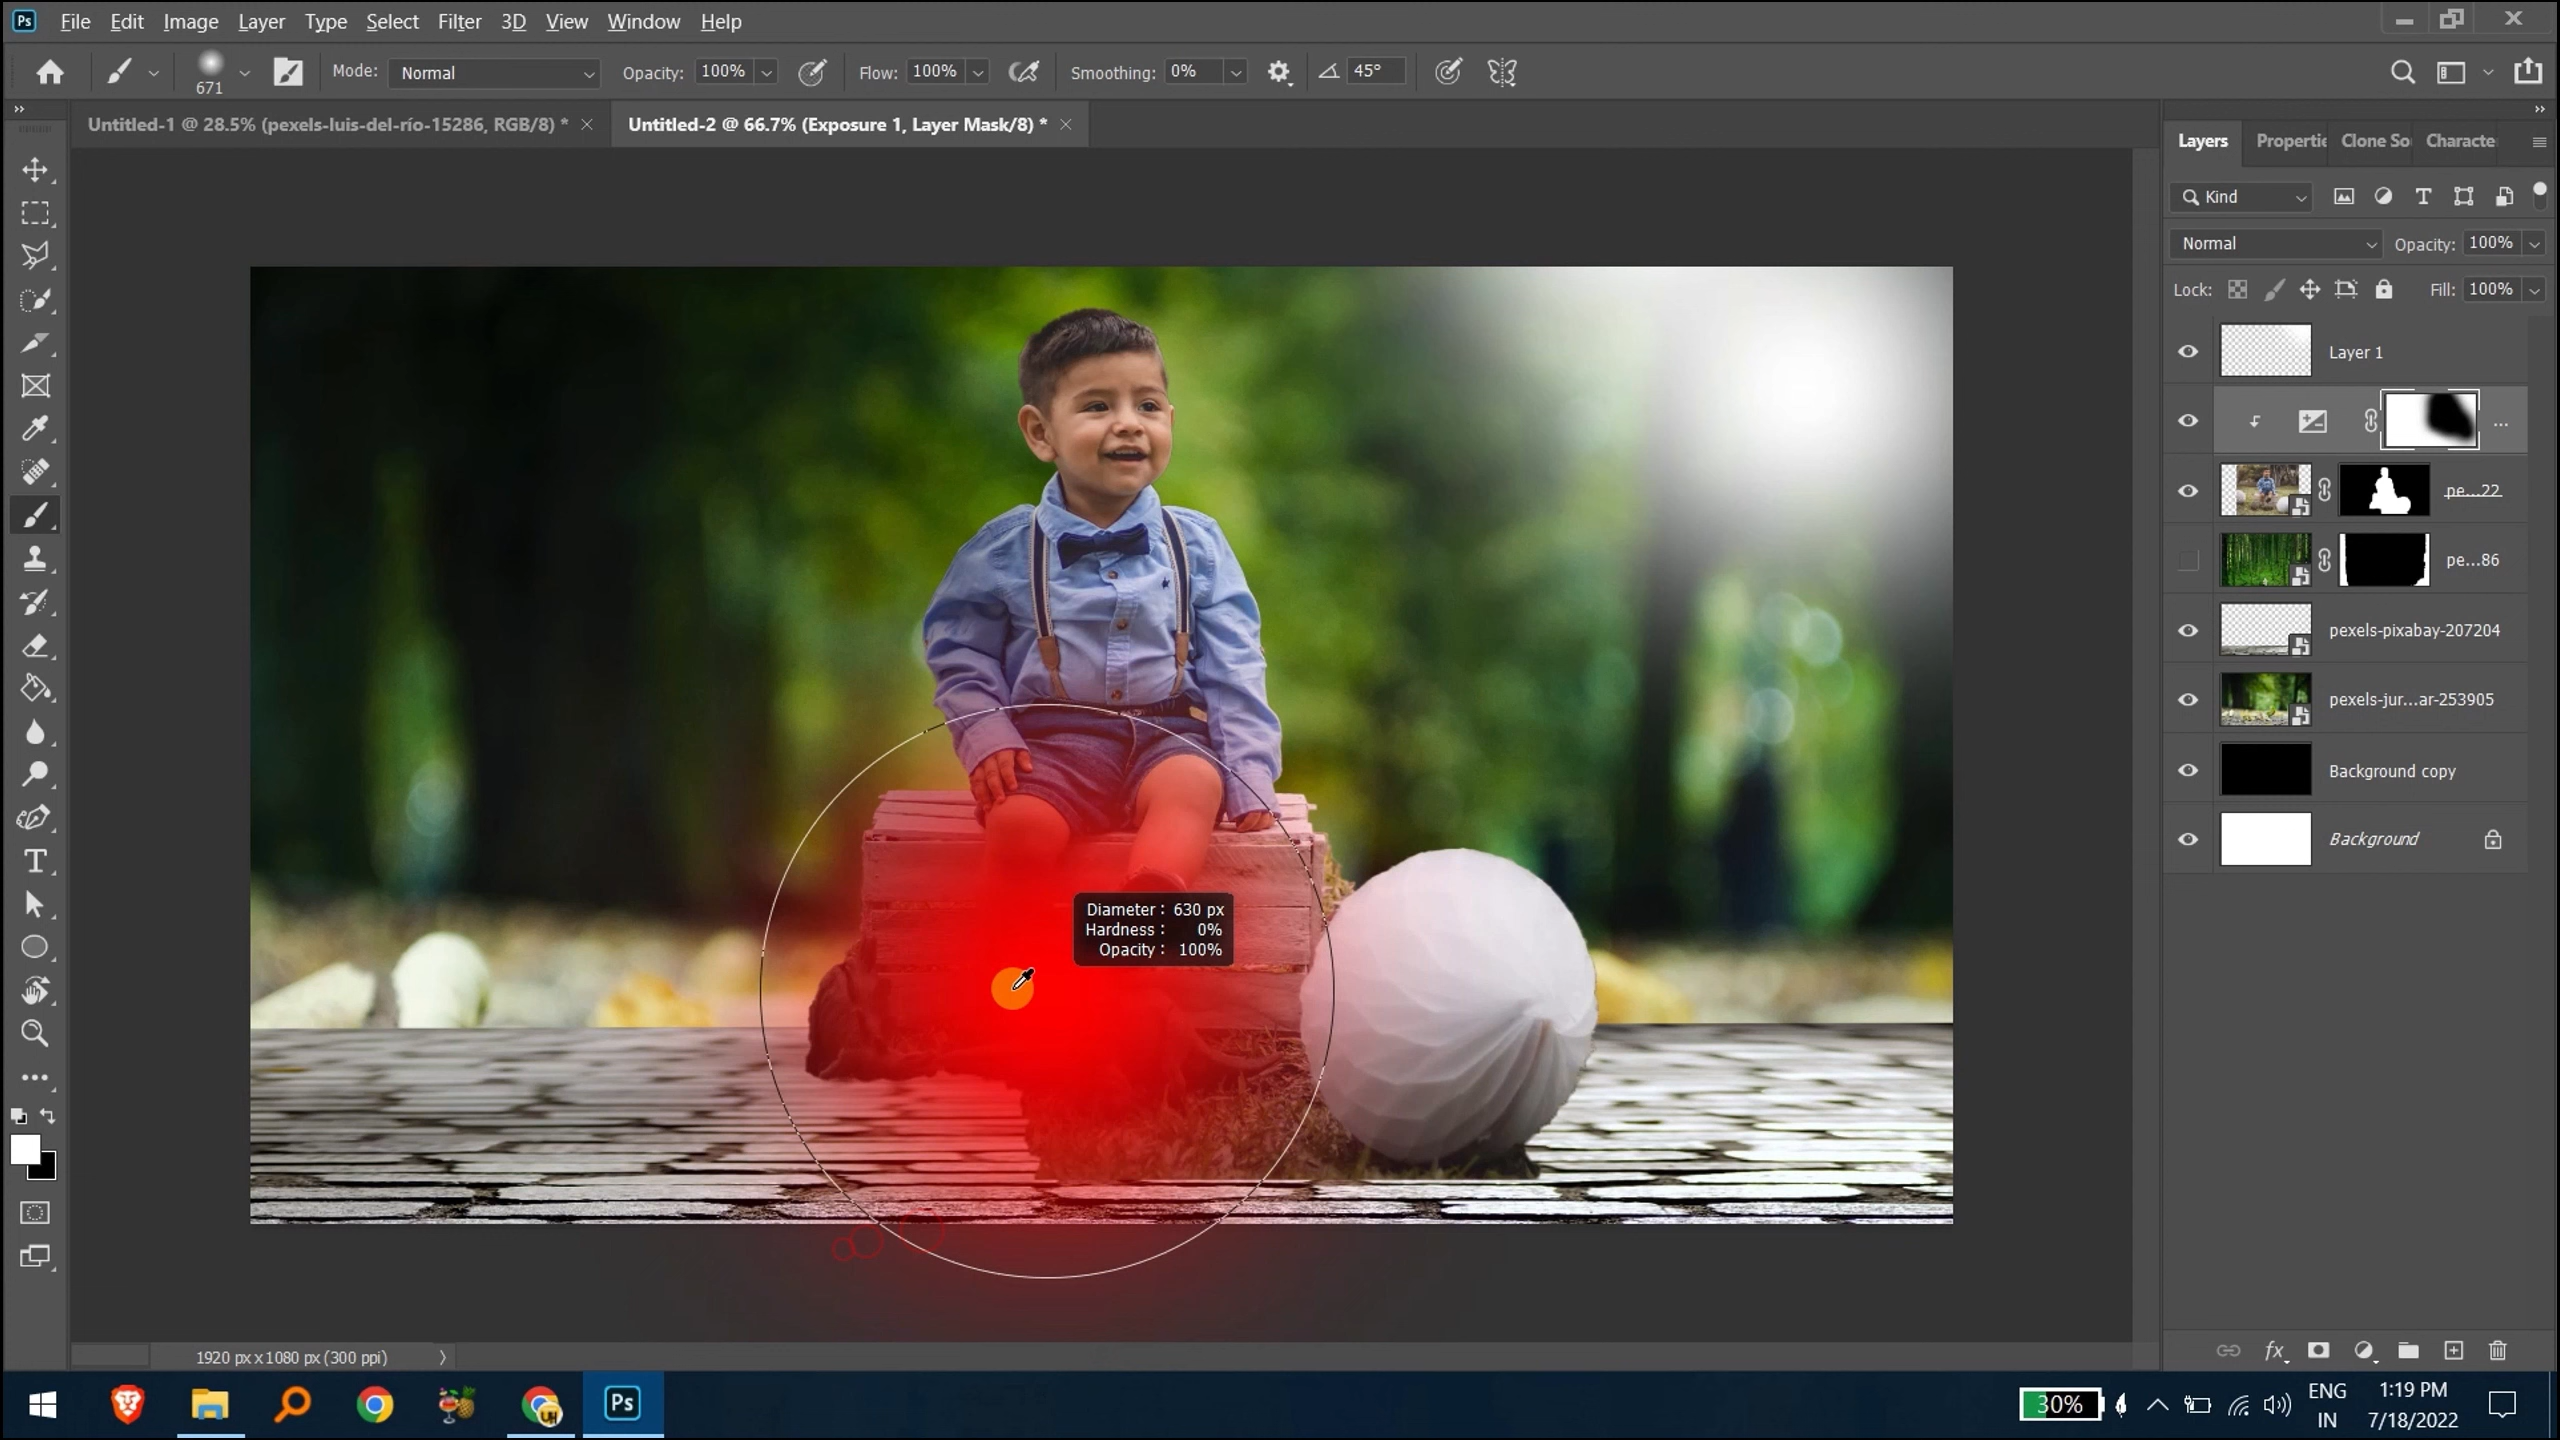 Ps File Edit Image Layer Type Select Filter 3D View Window Help
671 Mode: Normal Opacity: 100% Flow: 100% Smoothing: 0% 45°
Untitled-1 @ 28.5% (pexels-luis-del-río-15286, RGB/8) * Untitled-2 @ 66.7% (Exposure 1, Layer Mask/8) *
Layers Properti Clone So Characte
Kind
Normal Opacity: 100%
Lock: Fill: 100%
Layer 1
...
pe...22
pe...86
pexels-pixabay-207204
pexels-jur...ar-253905
Background copy
Background
Diameter: 630 px
Hardness: 0%
Opacity: 100%
1920 px x 1080 px (300 ppi)
Ps
30%
ENG
IN
1:19 PM
7/18/2022